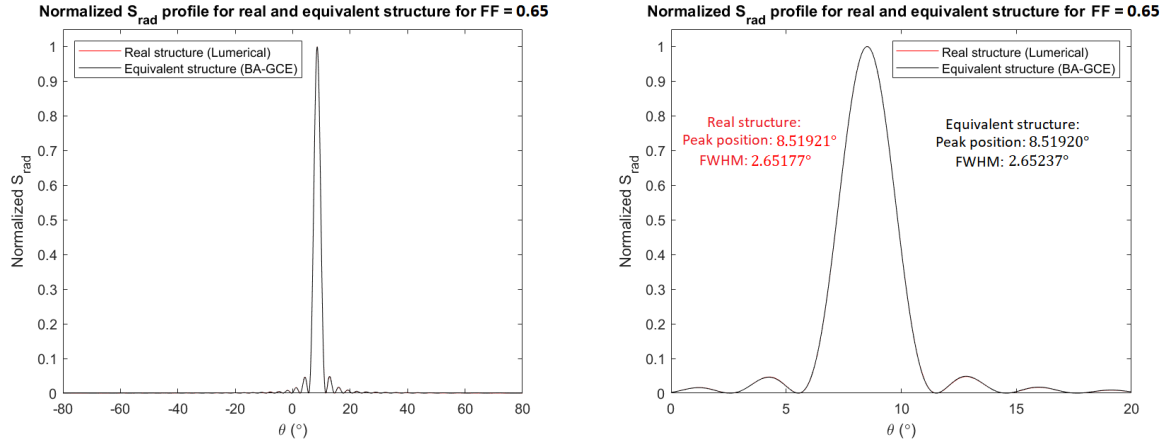 Normalized S_rad profile for real and equivalent structure for FF = 0.65
Real structure (Lumerical)
Equivalent structure (BA-GCE)
1
0.9
0.8
0.7
0.6
0.5
0.4
0.3
0.2
0.1
0
Normalized S_rad
-80
-60
-40
-20
0
20
40
60
80
θ (°)
Normalized S_rad profile for real and equivalent structure for FF = 0.65
Real structure (Lumerical)
Equivalent structure (BA-GCE)
Real structure:
Peak position: 8.51921°
FWHM: 2.65177°
Equivalent structure:
Peak position: 8.51920°
FWHM: 2.65237°
1
0.9
0.8
0.7
0.6
0.5
0.4
0.3
0.2
0.1
0
Normalized S_rad
0
5
10
15
20
θ (°)